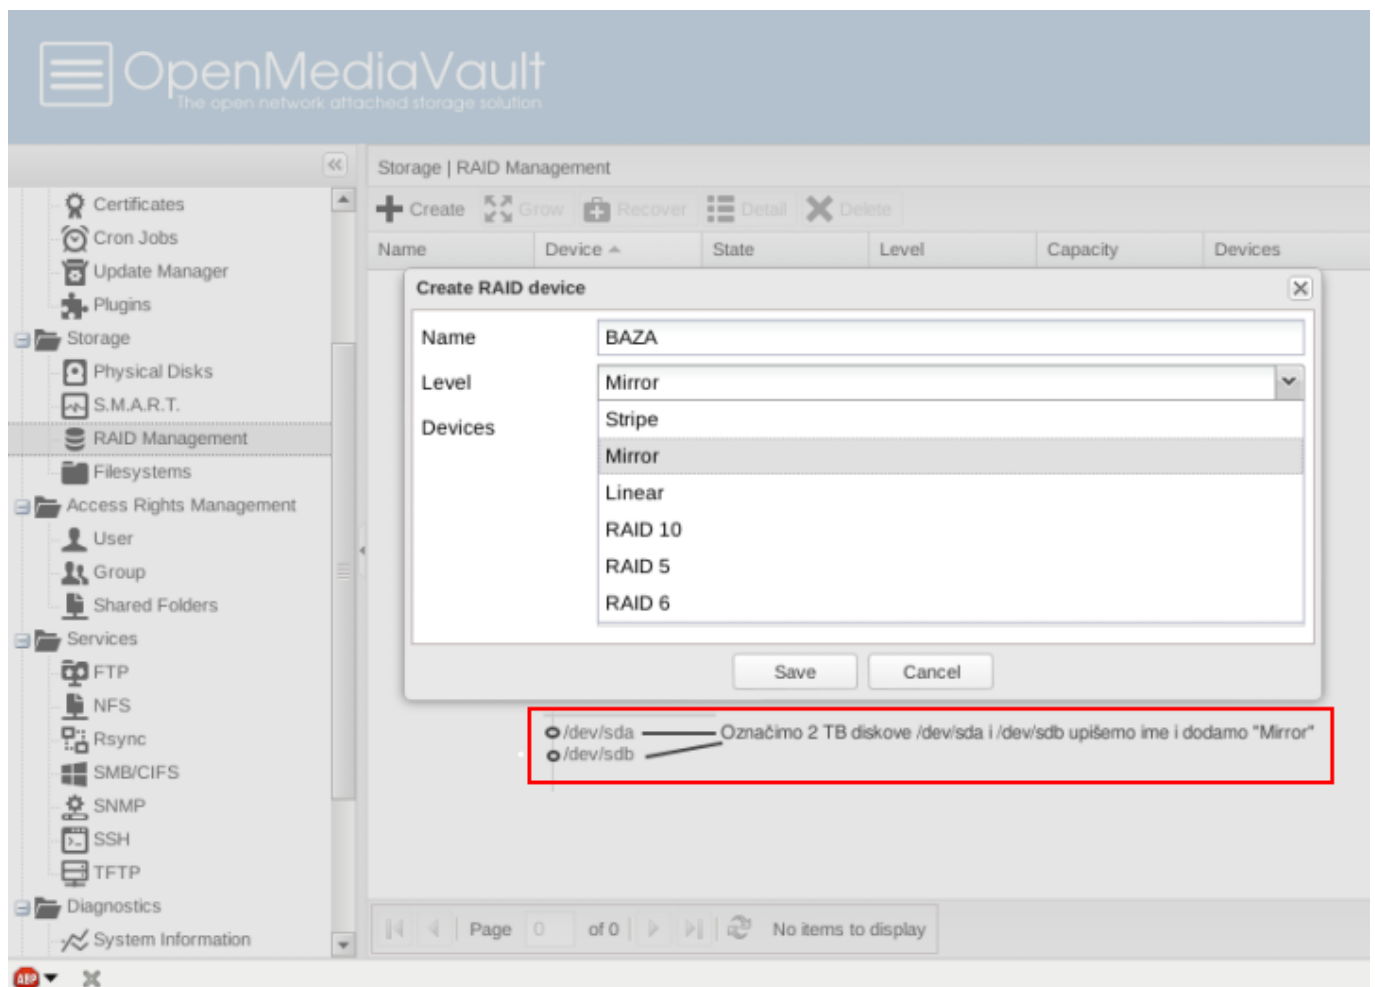 OpenMediaVault
The open network attached storage solution
Storage | RAID Management
Certificates
Cron Jobs
Update Manager
Plugins
Storage
Physical Disks
S.M.A.R.T.
RAID Management
Filesystems
Access Rights Management
User
Group
Shared Folders
Services
FTP
NFS
Rsync
SMB/CIFS
SNMP
SSH
TFTP
Diagnostics
System Information
Create Grow Recover Detail Delete
Name Device State Level Capacity Devices
Create RAID device
Name BAZA
Level Mirror
Devices
Stripe
Mirror
Linear
RAID 10
RAID 5
RAID 6
Save Cancel
/dev/sda Označimo 2 TB diskove /dev/sda i /dev/sdb upišemo ime i dodamo "Mirror"
/dev/sdb
Page 0 of 0 No items to display
ABP